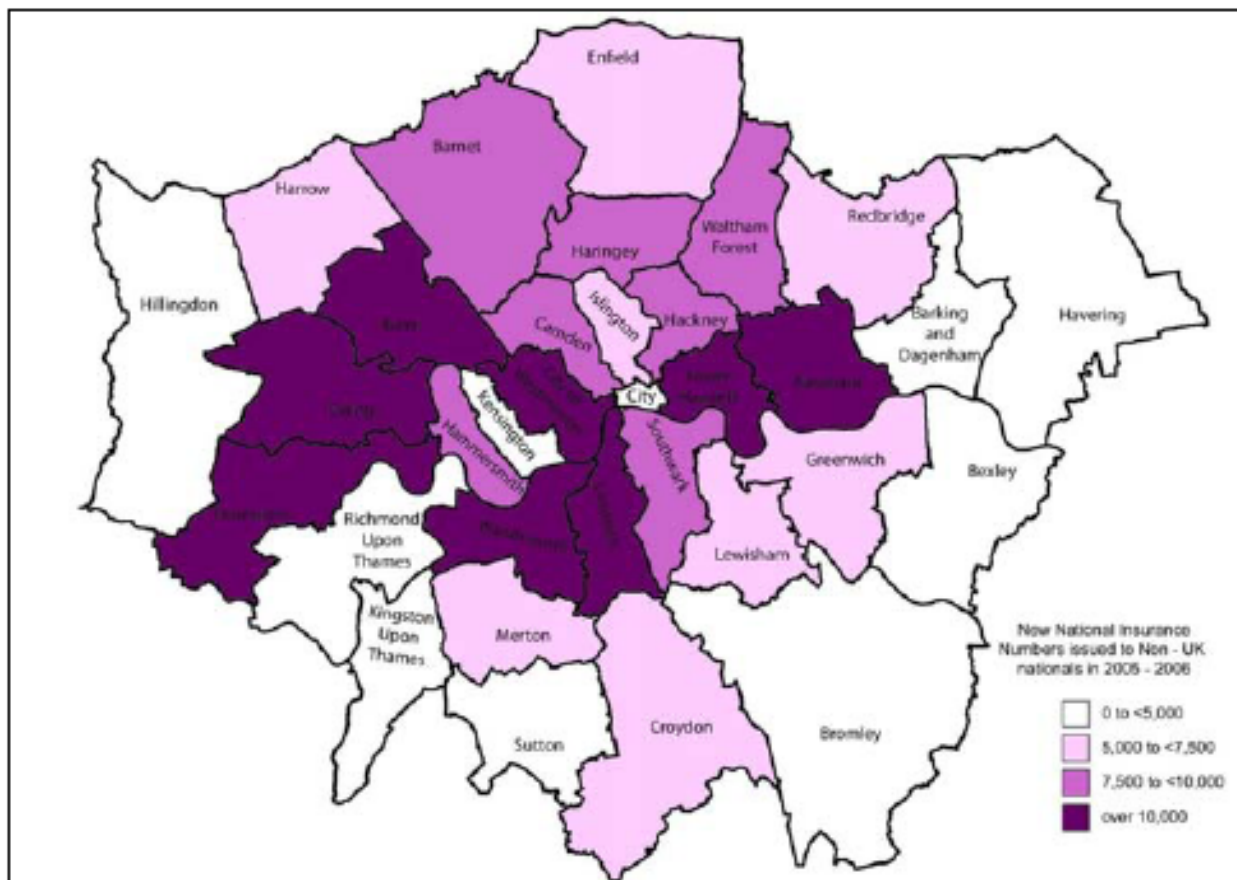 Enfield
Barnet
Harrow
Redbridge
Waltham
Forest
Haringey
Islington
Hillingdon
Hackney
Camden
Barking
and
Dagenham
Havering
Brent
City
Kensington
Ealing
Hammersmith
Southwark
Greenwich
Bexley
Richmond
Upon
Thames
Lewisham
Kingston
Upon
Thames
Merton
Croydon
Sutton
Bromley
New National Insurance
Numbers issued to Non - UK
nationals in 2005 - 2006
0 to <5,000
5,000 to <7,500
7,500 to <10,000
over 10,000